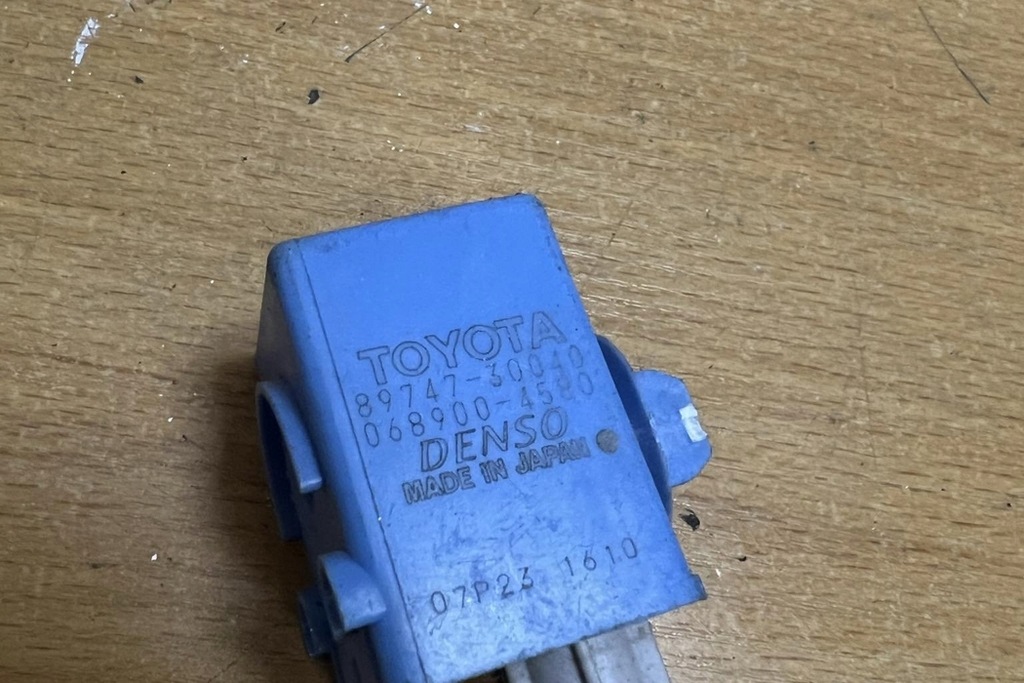 TOYOTA
89747-30040
068900-4580
DENSO
MADE IN JAPAN
07P23 1610